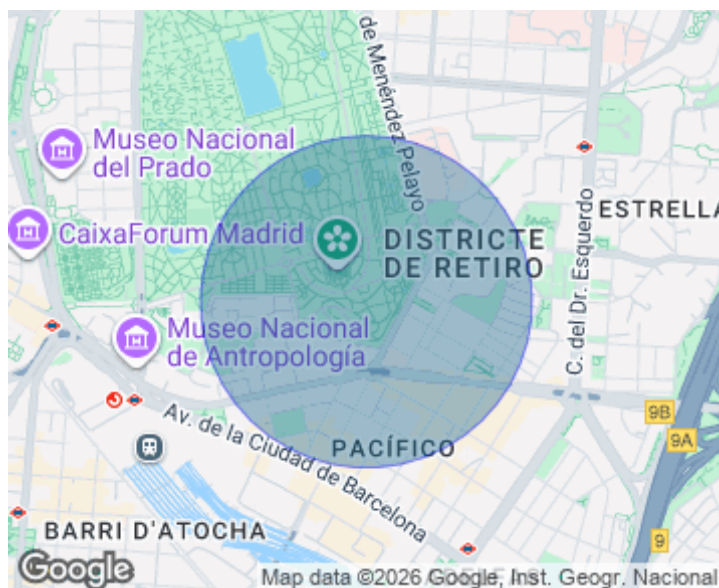 de Menéndez Pelayo
Museo Nacional
del Prado
CaixaForum Madrid
DISTRICTE
DE RETIRO
ESTRELLA
C. del Dr. Esquerdo
Museo Nacional
de Antropología
Av. de la Ciudad de Barcelona
PACÍFICO
9B
9A
9
BARRI D'ATOCHA
Google
Map data ©2026 Google, Inst. Geogr. Nacional